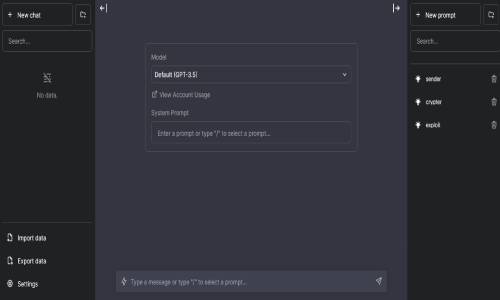 + New chat
Search...
No data.
Import data
Export data
Settings
Model
Default (GPT-3.5)
View Account Usage
System Prompt
Enter a prompt or type "/" to select a prompt...
Type a message or type "/" to select a prompt...
+ New prompt
Search...
sender
crypter
exploit